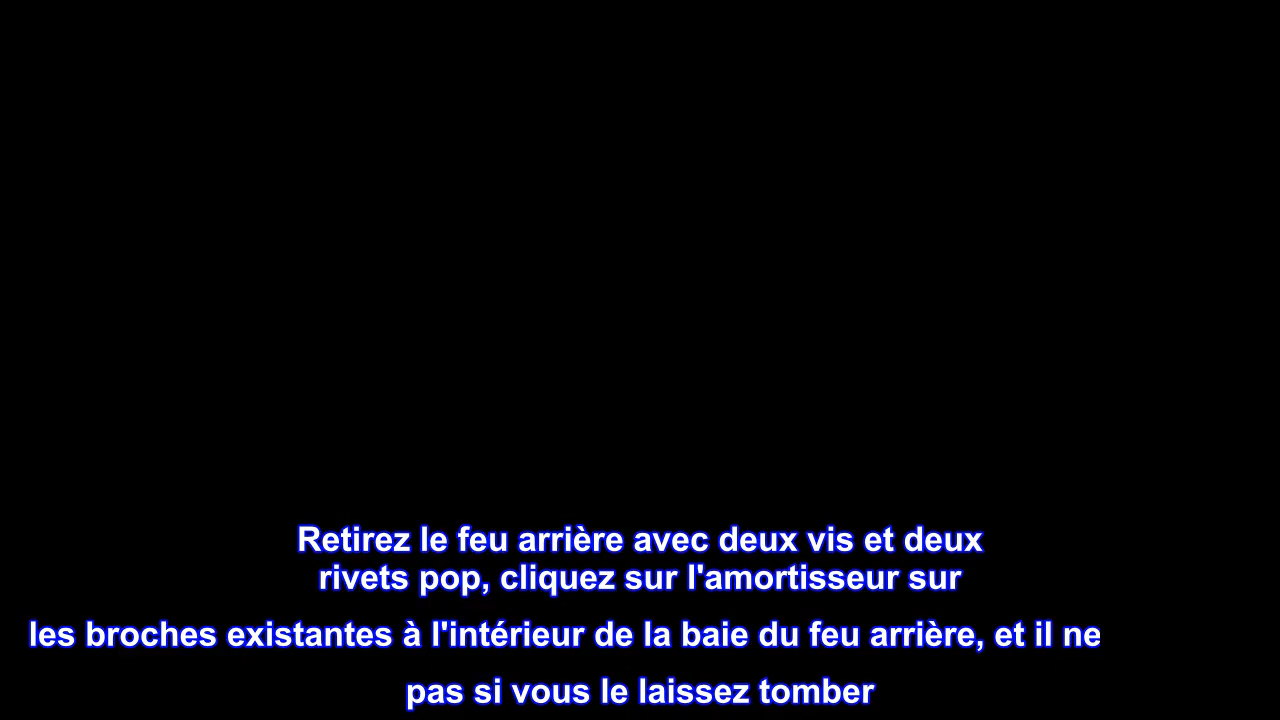 Retirez le feu arrière avec deux vis et deux
rivets pop, cliquez sur l'amortisseur sur
les broches existantes à l'intérieur de la baie du feu arrière, et il ne
pas si vous le laissez tomber